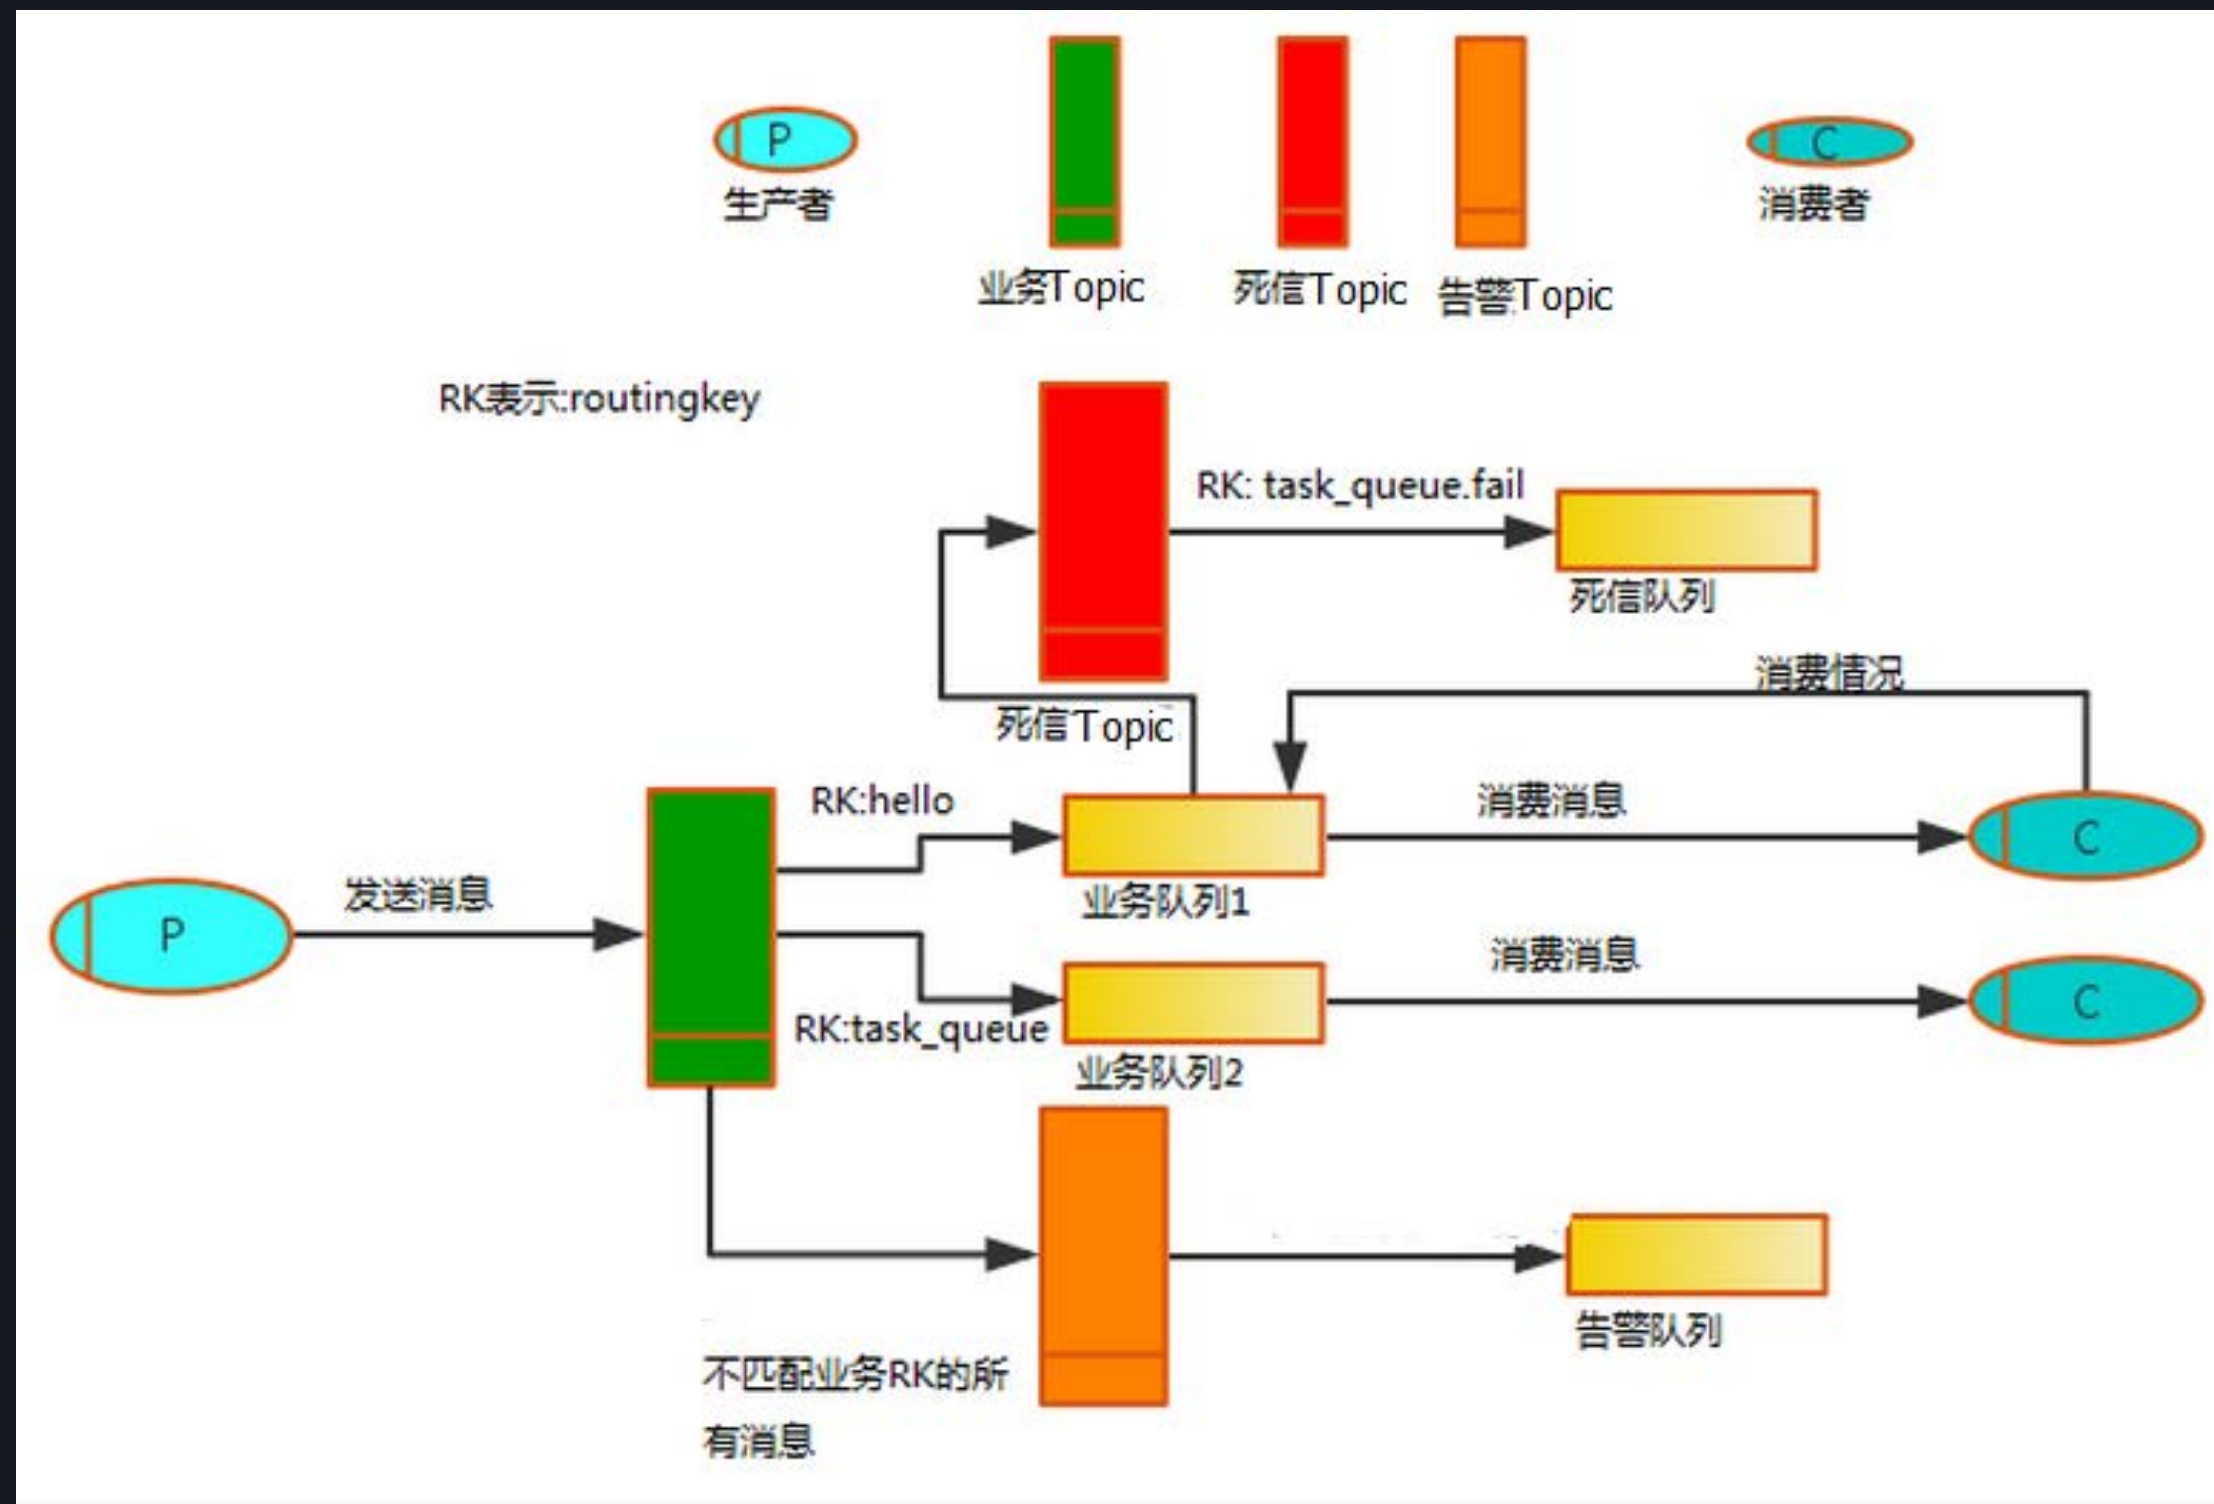 P
生产者
业务Topic
死信Topic
告警Topic
C
消费者
RK表示:routingkey
RK: task_queue.fail
死信队列
消费情况
死信Topic
RK:hello
消费消息
C
业务队列1
发送消息
P
消费消息
RK:task_queue
C
业务队列2
告警队列
不匹配业务RK的所
有消息